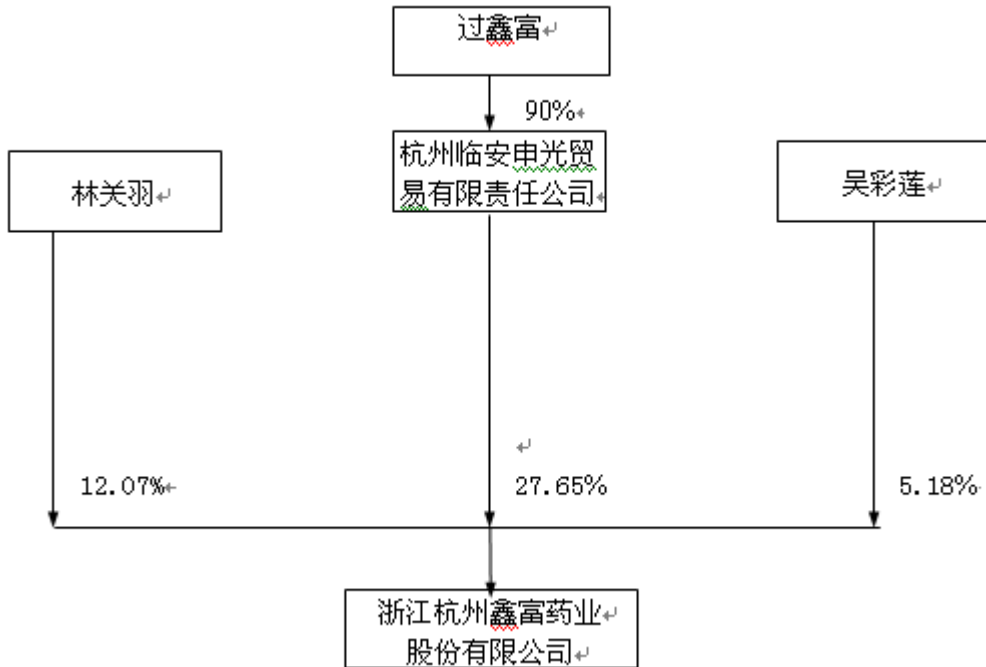 过鑫富
90%
杭州临安申光贸
易有限责任公司
林关羽
吴彩莲
12.07%
27.65%
5.18%
浙江杭州鑫富药业
股份有限公司